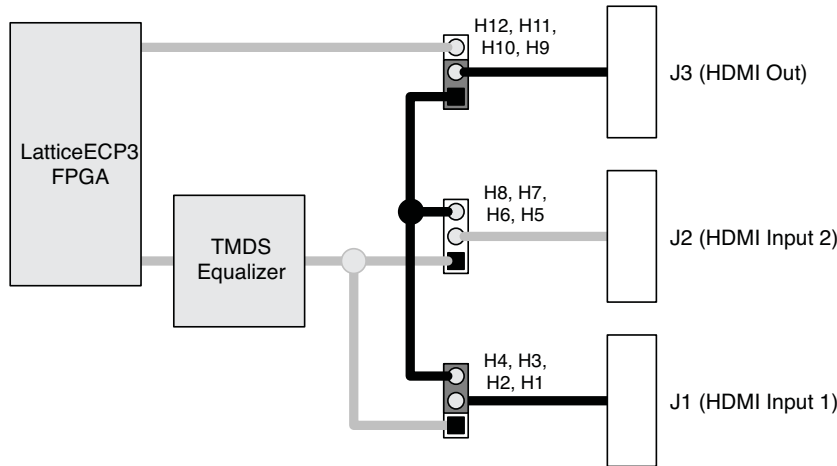 H12, H11,
H10, H9
J3 (HDMI Out)
LatticeECP3
FPGA
H8, H7,
H6, H5
TMDS
Equalizer
J2 (HDMI Input 2)
H4, H3,
H2, H1
J1 (HDMI Input 1)